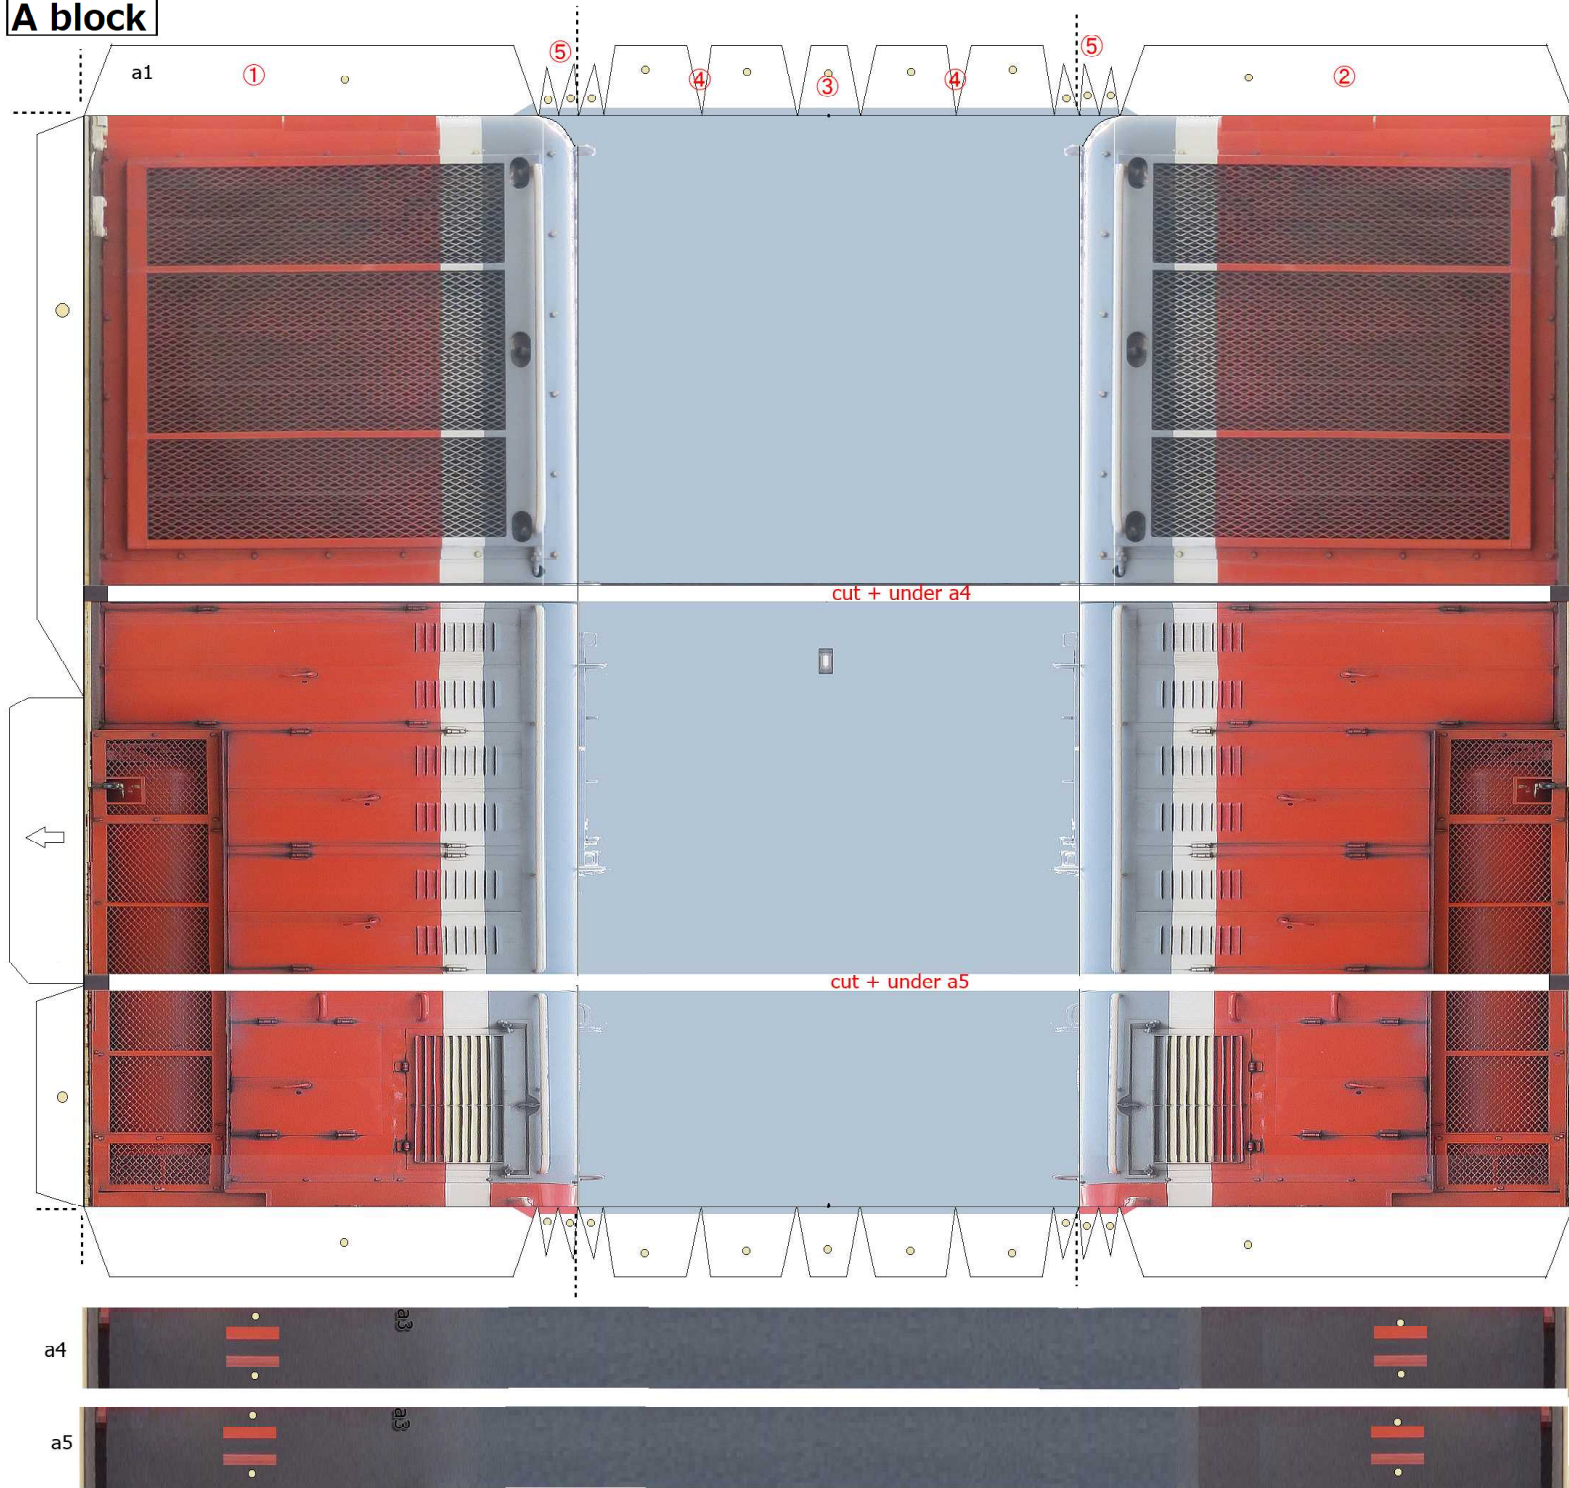 A block
a1 ① ⑤ ④ ③ ④ ⑤ ②
cut + under a4
cut + under a5
a3
a4
a3
a5